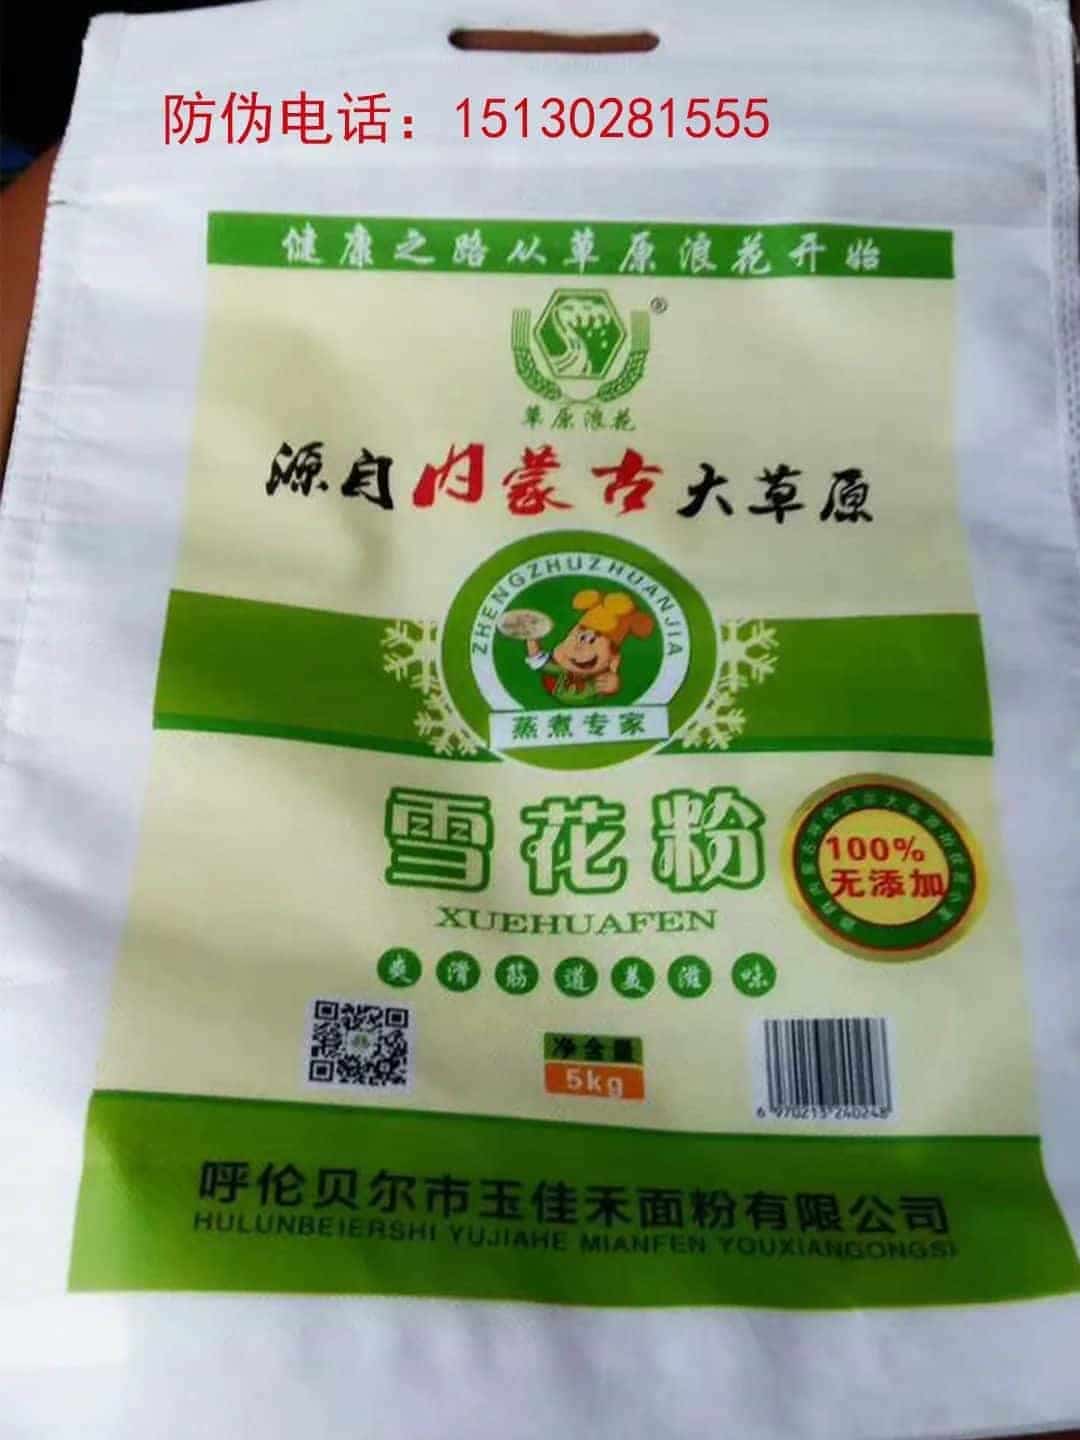 防伪电话：15130281555
健康之路从草原浪花开始
®
草原浪花
源自内蒙古大草原
ZHENGZHUZHUANJIA
蒸煮专家
雪花粉
XUEHUAFEN
100%
无添加
爽滑筋道美滋味
净含量
5kg
6 970213 240248
呼伦贝尔市玉佳禾面粉有限公司
HULUNBEIERSHI YUJIAHE MIANFEN YOUXIANGONGSI